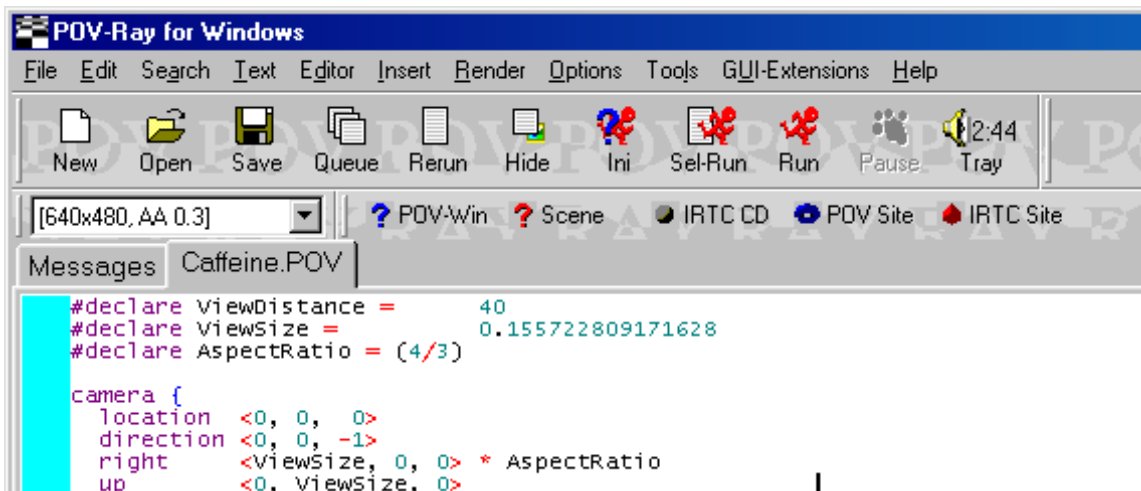 POV-Ray for Windows
File Edit Search Text Editor Insert Render Options Tools GUI-Extensions Help
New Open Save Queue Rerun Hide Ini Sel-Run Run Pause 2:44 Tray
[640x480, AA 0.3] POV-Win Scene IRTC CD POV Site IRTC Site
Messages Caffeine.POV
#declare ViewDistance = 40
#declare ViewSize = 0.155722809171628
#declare AspectRatio = (4/3)
camera {
location <0, 0, 0>
direction <0, 0, -1>
right <ViewSize, 0, 0> * AspectRatio
up <0, ViewSize, 0>